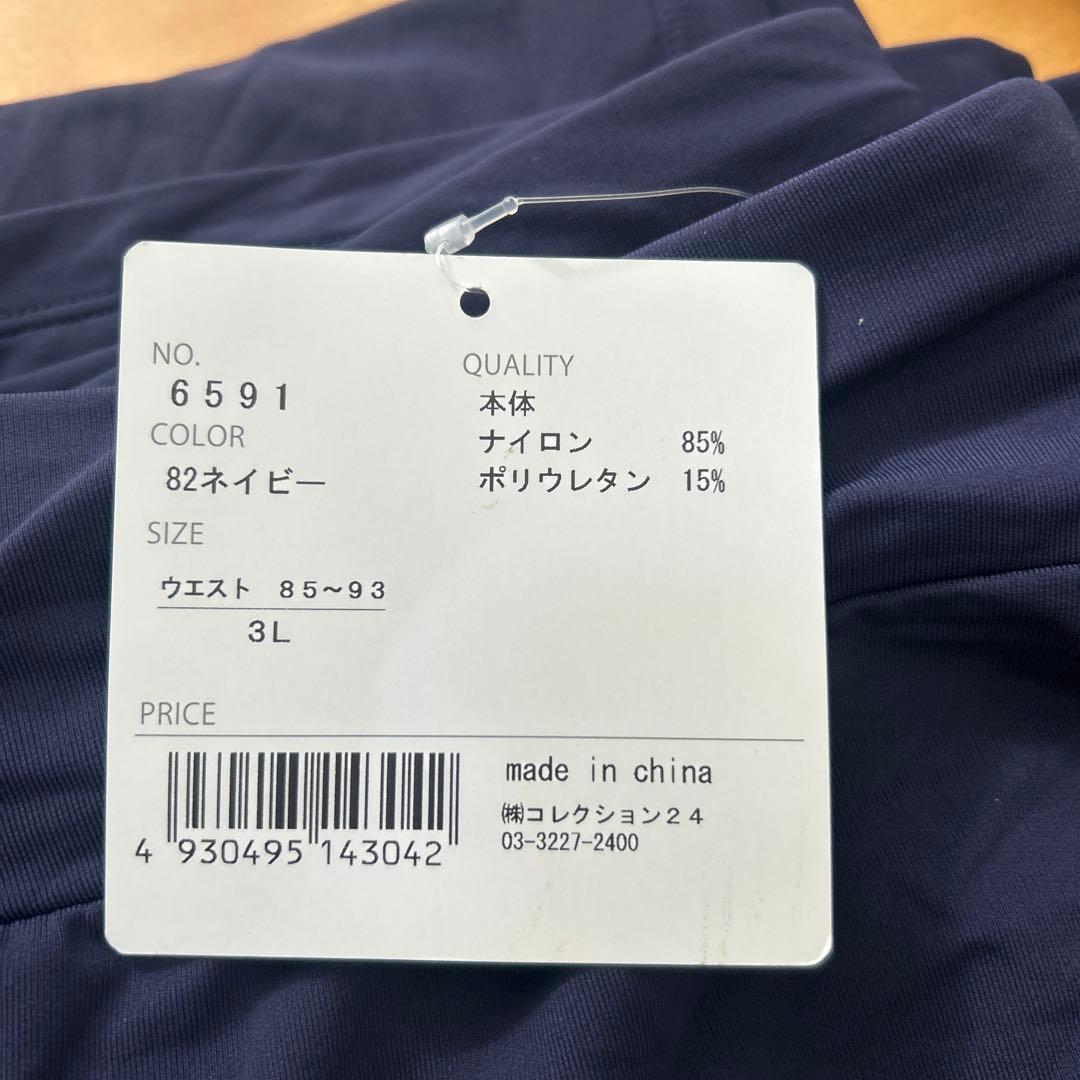 NO.
６５９１
COLOR
82ネイビー
SIZE
ウエスト　８５～９３
３Ｌ
QUALITY
本体
ナイロン 85%
ポリウレタン 15%
PRICE
4 930495 143042
made in china
㈱コレクション２４
03-3227-2400